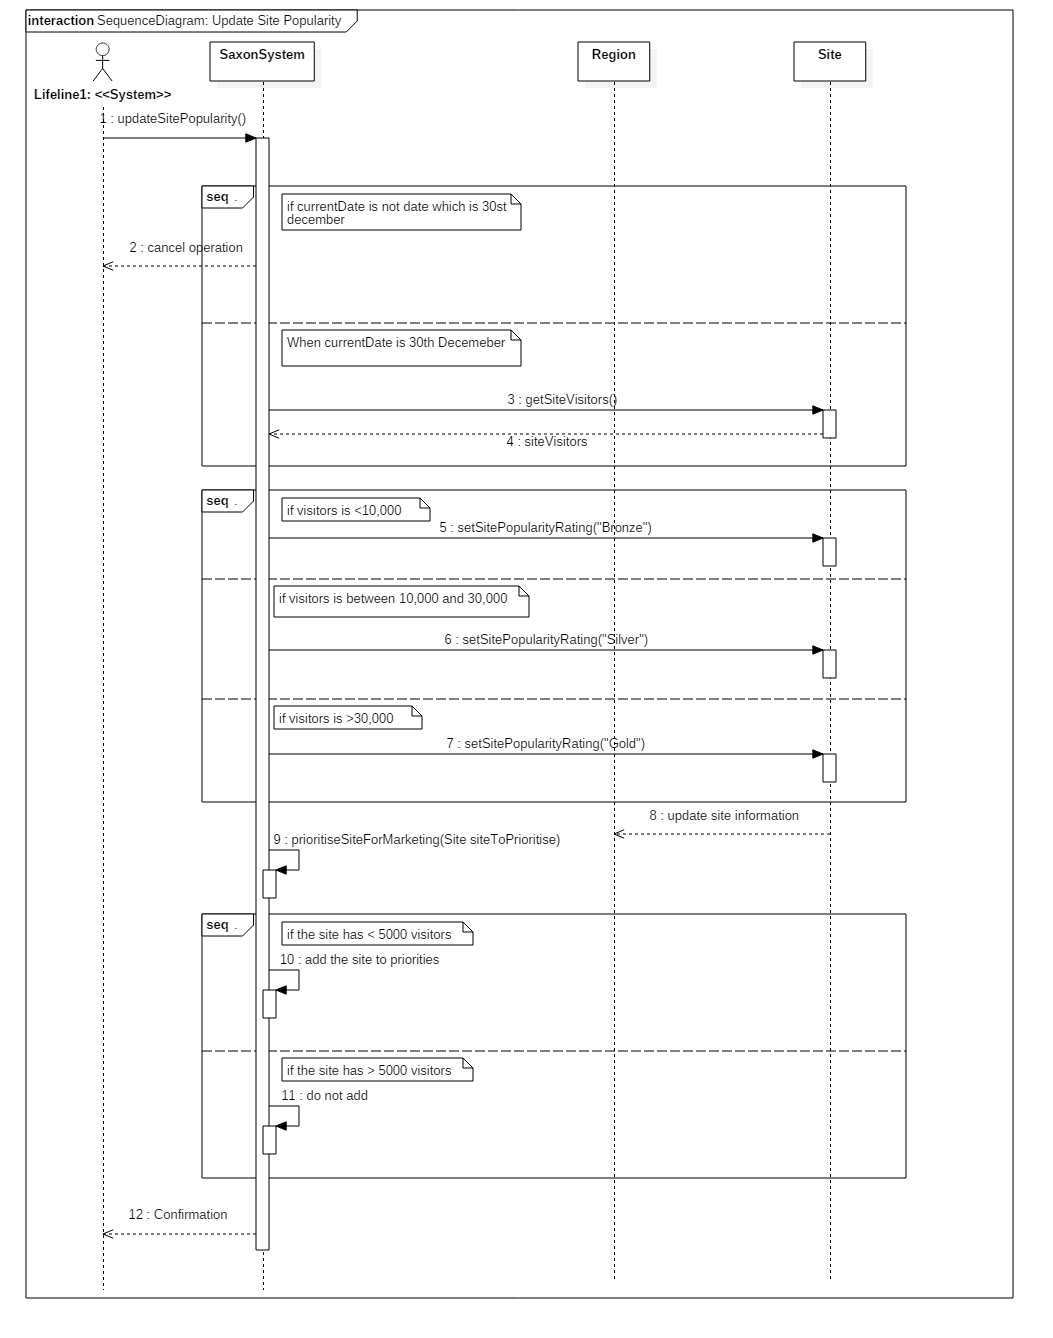 interaction SequenceDiagram: Update Site Popularity
SaxonSystem
Region
Site
Lifeline1: <<System>>
1 : updateSitePopularity()
seq .
if currentDate is not date which is 30st
december
2 : cancel operation
When currentDate is 30th Decemeber
3 : getSiteVisitors()
4 : siteVisitors
seq .
if visitors is <10,000
5 : setSitePopularityRating("Bronze")
if visitors is between 10,000 and 30,000
6 : setSitePopularityRating("Silver")
if visitors is >30,000
7 : setSitePopularityRating("Gold")
8 : update site information
9 : prioritiseSiteForMarketing(Site siteToPrioritise)
seq .
if the site has < 5000 visitors
10 : add the site to priorities
if the site has > 5000 visitors
11 : do not add
12 : Confirmation